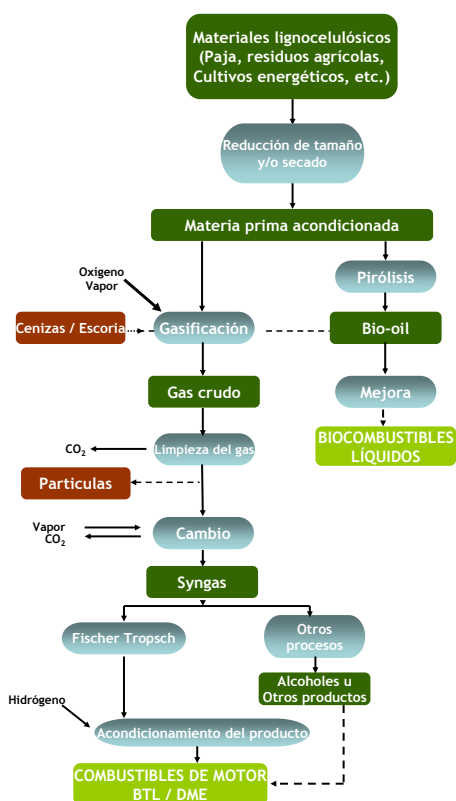 Materiales lignocelulósicos
(Paja, residuos agrícolas,
Cultivos energéticos, etc.)
Reducción de tamaño
y/o secado
Materia prima acondicionada
Oxígeno
Vapor
Pirólisis
Cenizas / Escoria
Gasificación
Bio-oil
Gas crudo
Mejora
CO2
Limpieza del gas
BIOCOMBUSTIBLES
LÍQUIDOS
Particulas
Vapor
CO2
Cambio
Syngas
Fischer Tropsch
Otros
procesos
Alcoholes u
Otros productos
Hidrógeno
Acondicionamiento del producto
COMBUSTIBLES DE MOTOR
BTL / DME